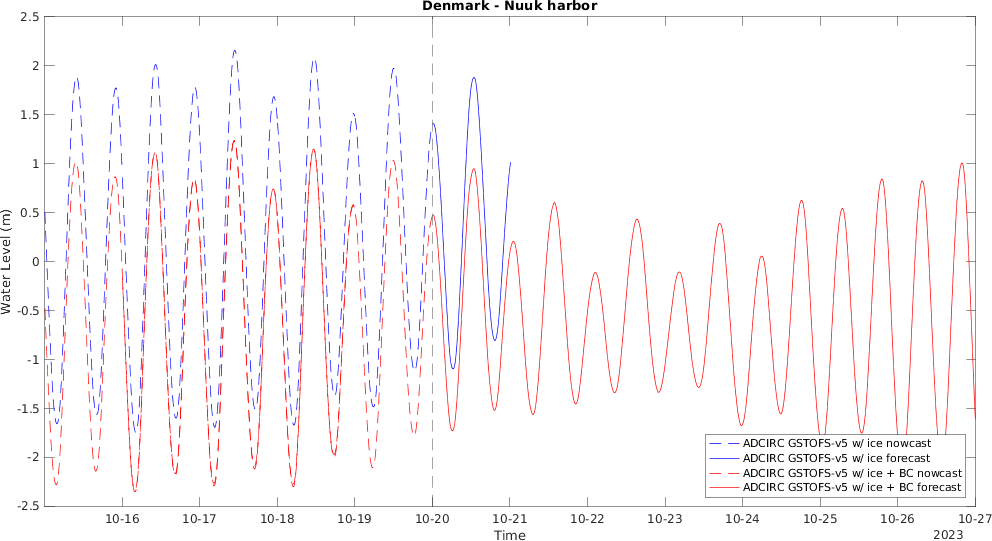 Denmark - Nuuk harbor
2.5
2
1.5
1
0.5
0
-0.5
-1
-1.5
-2
-2.5
Water Level (m)
ADCIRC GSTOFS-v5 w/ ice nowcast
ADCIRC GSTOFS-v5 w/ ice forecast
ADCIRC GSTOFS-v5 w/ ice + BC nowcast
ADCIRC GSTOFS-v5 w/ ice + BC forecast
10-16 10-17 10-18 10-19 10-20 10-21 10-22 10-23 10-24 10-25 10-26 10-27
Time
2023